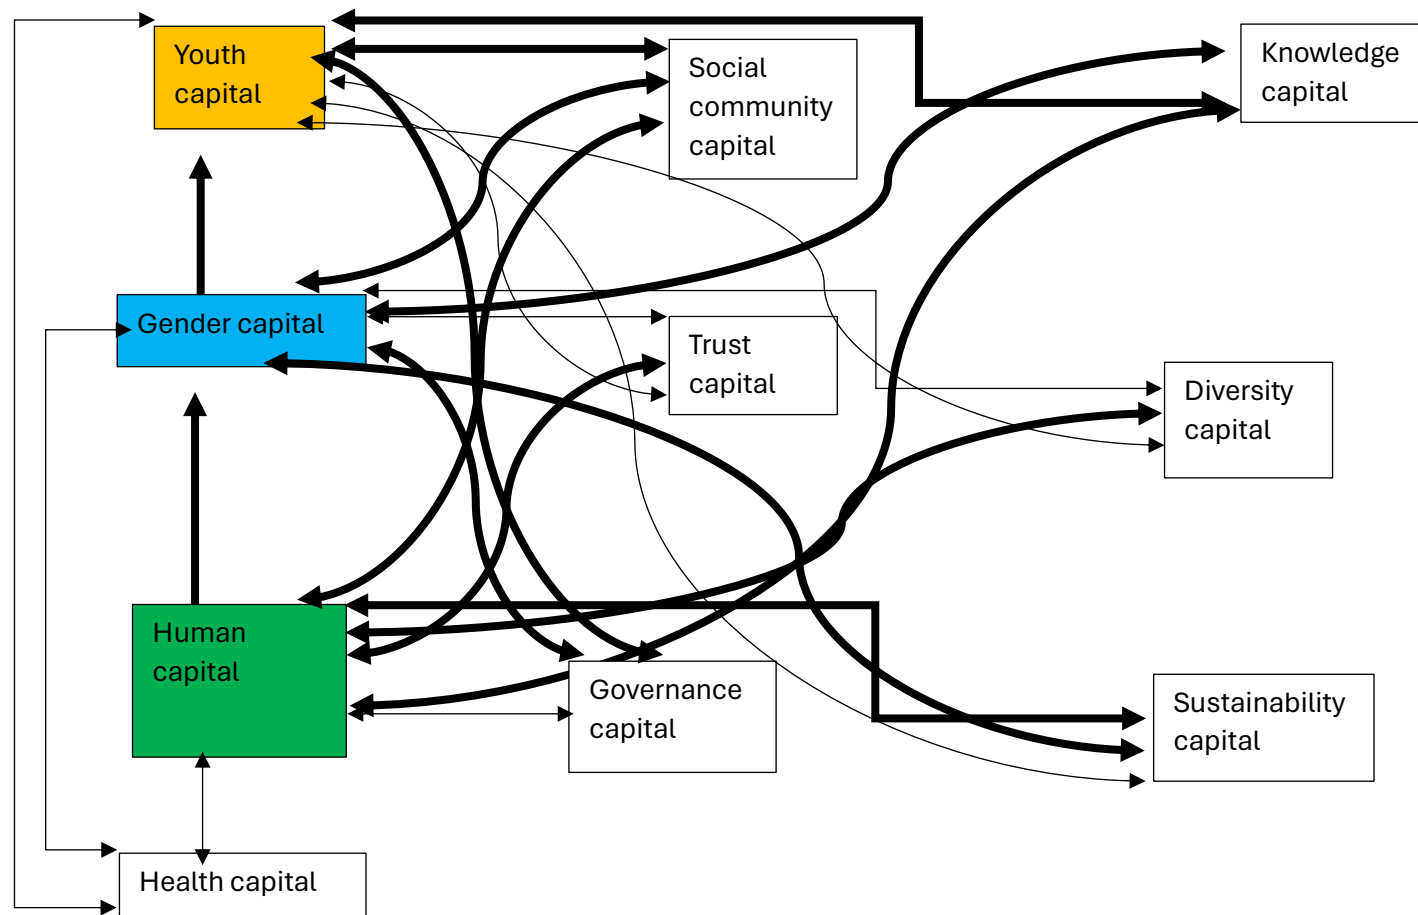 Youth
capital
Social
community
capital
Knowledge
capital
Gender capital
Trust
capital
Diversity
capital
Human
capital
Governance
capital
Sustainability
capital
Health capital